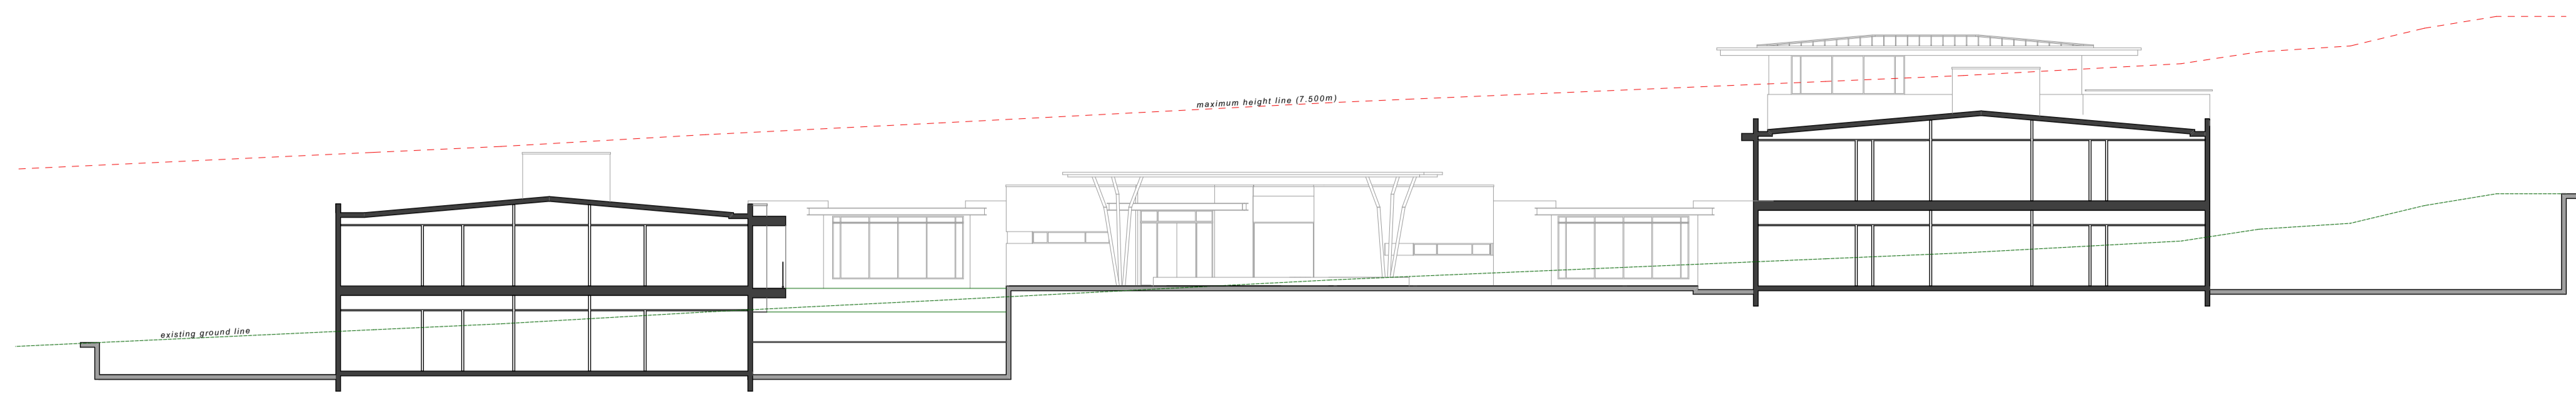 maximum height line (7.500m)
existing ground line